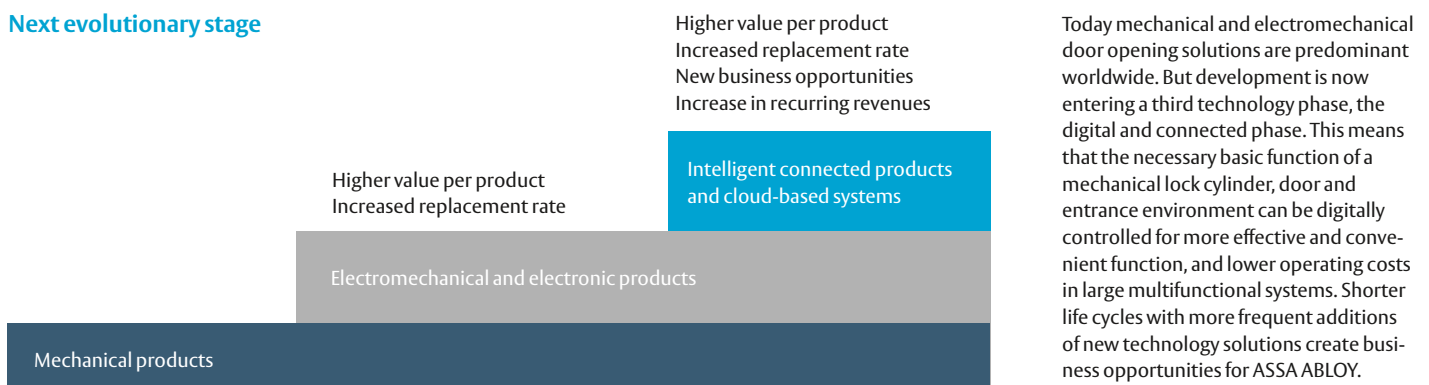 Next evolutionary stage
Higher value per product
Increased replacement rate
New business opportunities
Increase in recurring revenues
Intelligent connected products
and cloud-based systems
Higher value per product
Increased replacement rate
Electromechanical and electronic products
Mechanical products
Today mechanical and electromechanical
door opening solutions are predominant
worldwide. But development is now
entering a third technology phase, the
digital and connected phase. This means
that the necessary basic function of a
mechanical lock cylinder, door and
entrance environment can be digitally
controlled for more effective and conve-
nient function, and lower operating costs
in large multifunctional systems. Shorter
life cycles with more frequent additions
of new technology solutions create busi-
ness opportunities for ASSA ABLOY.